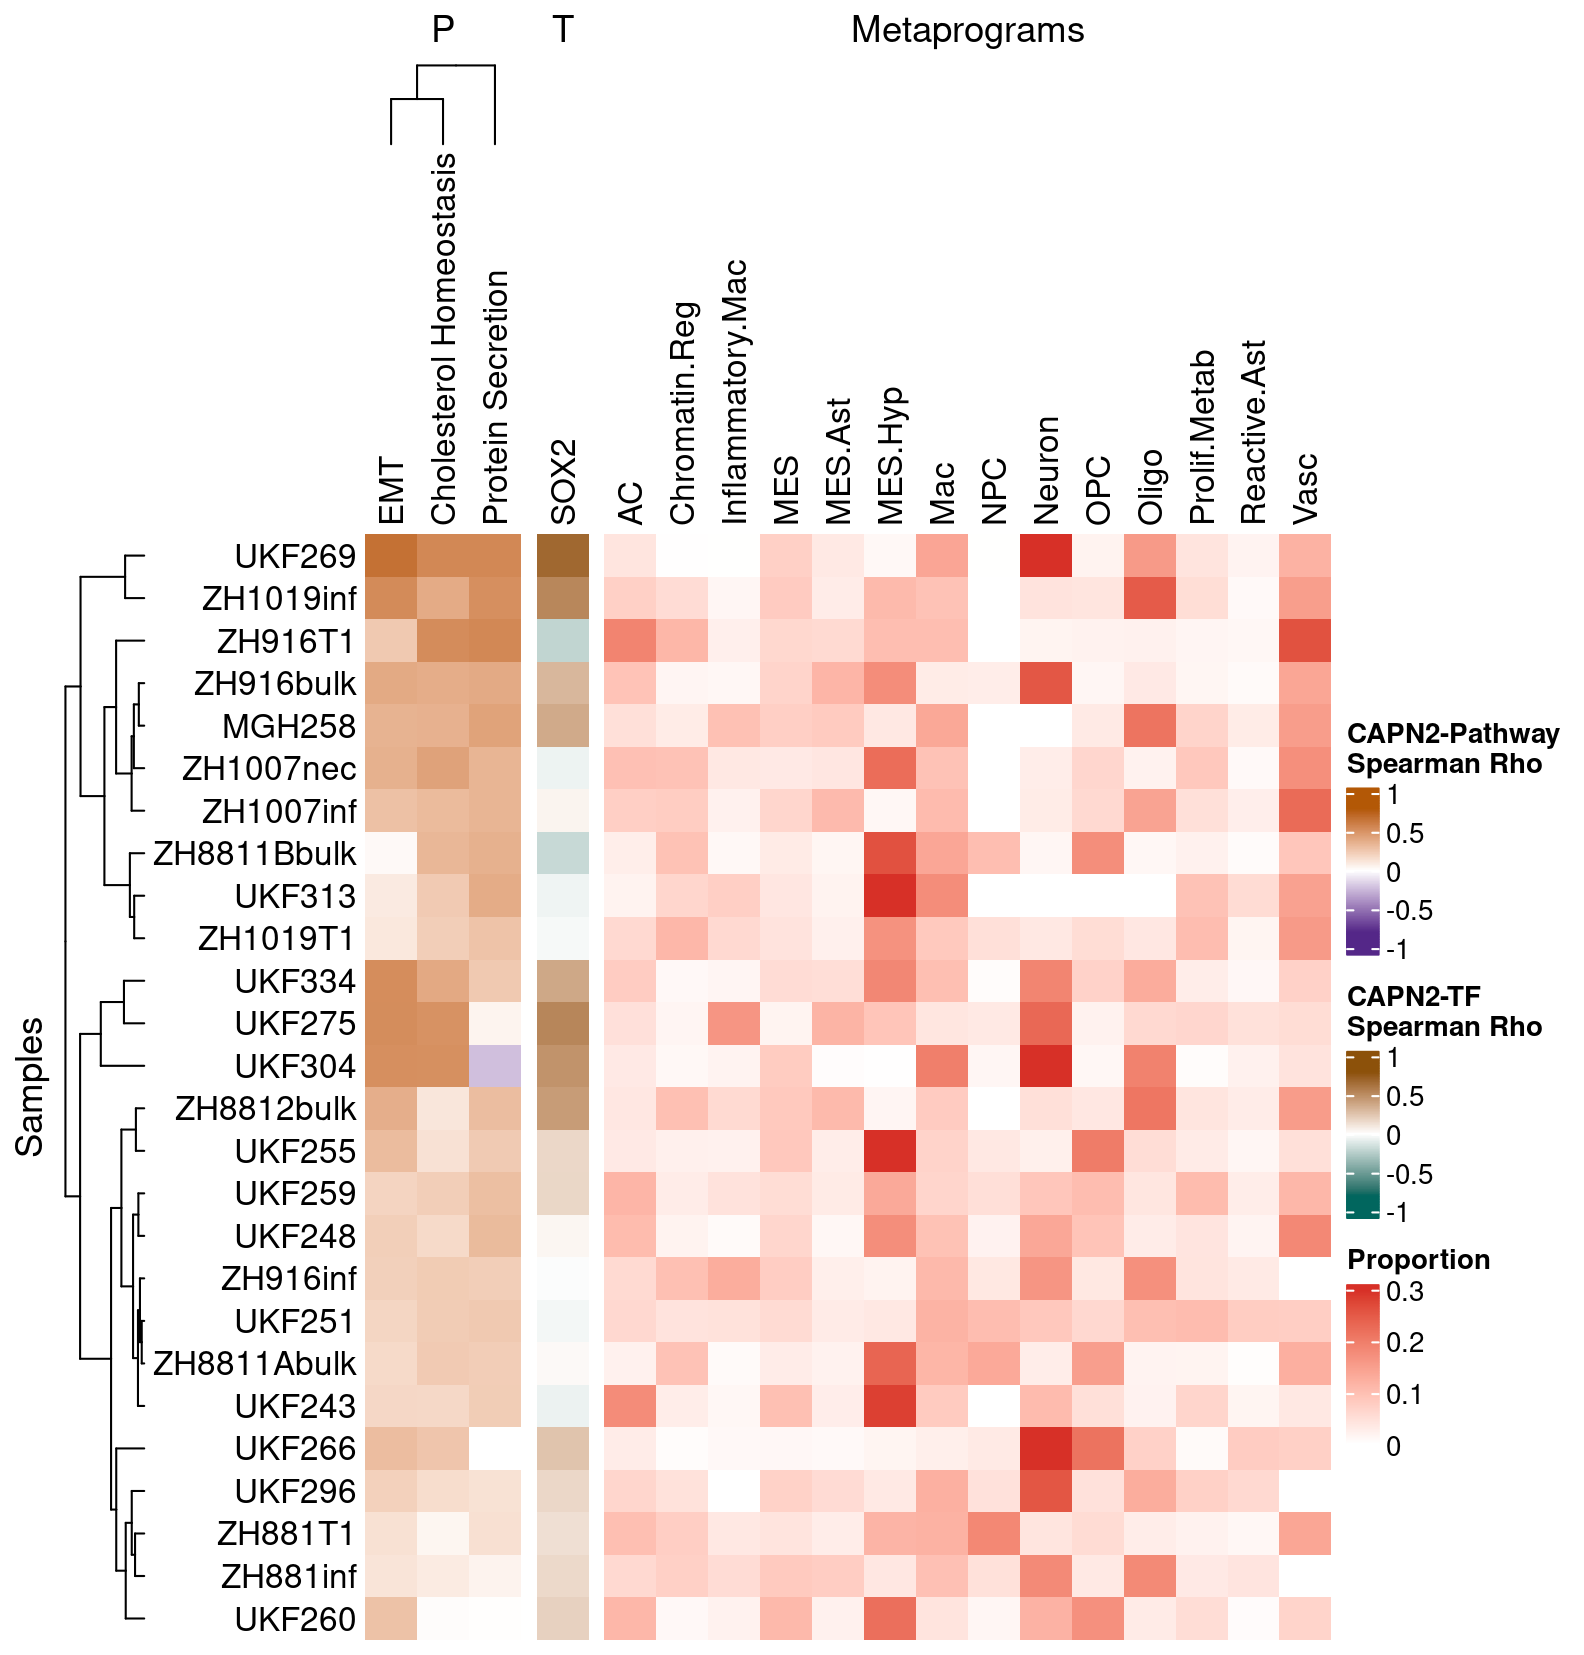 P T Metaprograms
EMT
Cholesterol Homeostasis
Protein Secretion
SOX2
AC
Chromatin.Reg
Inflammatory.Mac
MES
MES.Ast
MES.Hyp
Mac
NPC
Neuron
OPC
Oligo
Prolif.Metab
Reactive.Ast
Vasc
Samples
UKF269
ZH1019inf
ZH916T1
ZH916bulk
MGH258
ZH1007nec
ZH1007inf
ZH8811Bbulk
UKF313
ZH1019T1
UKF334
UKF275
UKF304
ZH8812bulk
UKF255
UKF259
UKF248
ZH916inf
UKF251
ZH8811Abulk
UKF243
UKF266
UKF296
ZH881T1
ZH881inf
UKF260
CAPN2-Pathway
Spearman Rho
1
0.5
0
-0.5
-1
CAPN2-TF
Spearman Rho
1
0.5
0
-0.5
-1
Proportion
0.3
0.2
0.1
0